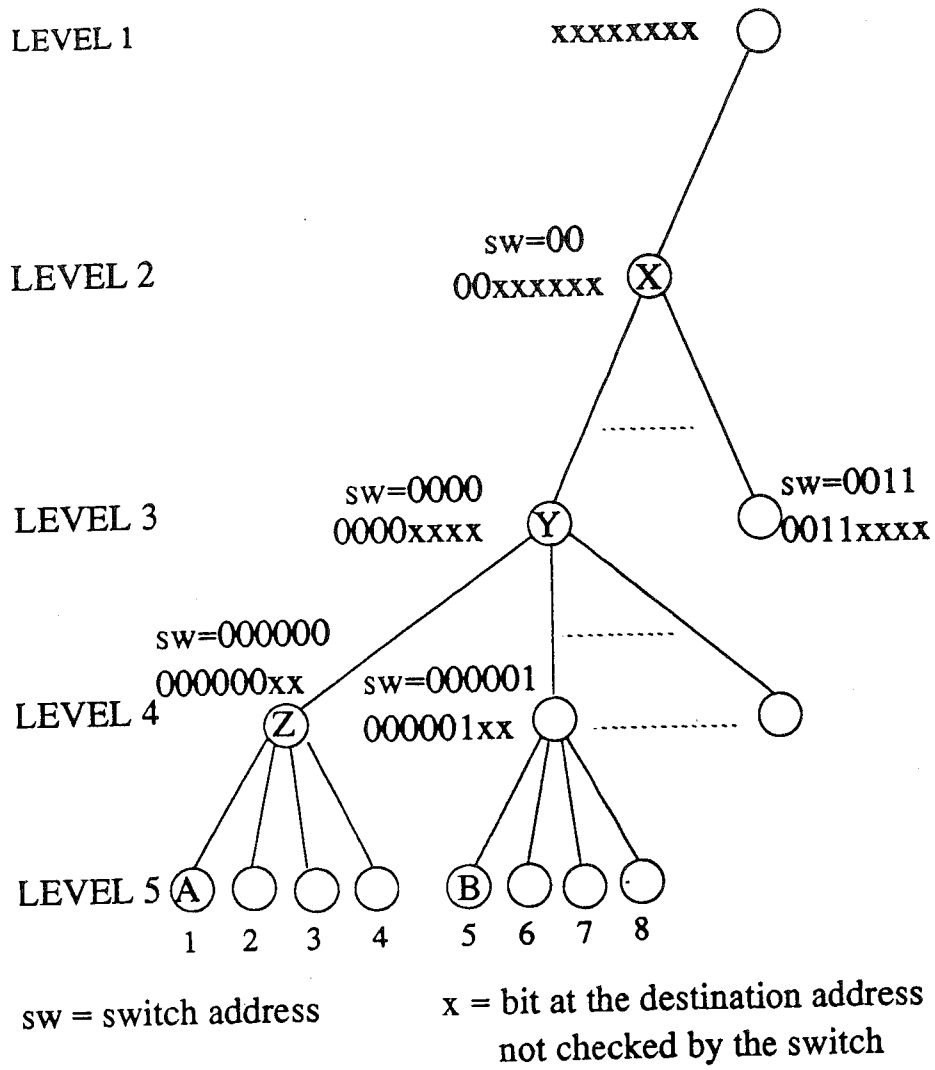 LEVEL 1
xxxxxxxx
sw=00
LEVEL 2
00xxxxxx
X
sw=0000
sw=0011
LEVEL 3
0000xxxx
Y
0011xxxx
sw=000000
000000xx
sw=000001
LEVEL 4
Z
000001xx
LEVEL 5
A
B
1 2 3 4 5 6 7 8
sw = switch address
x = bit at the destination address
not checked by the switch